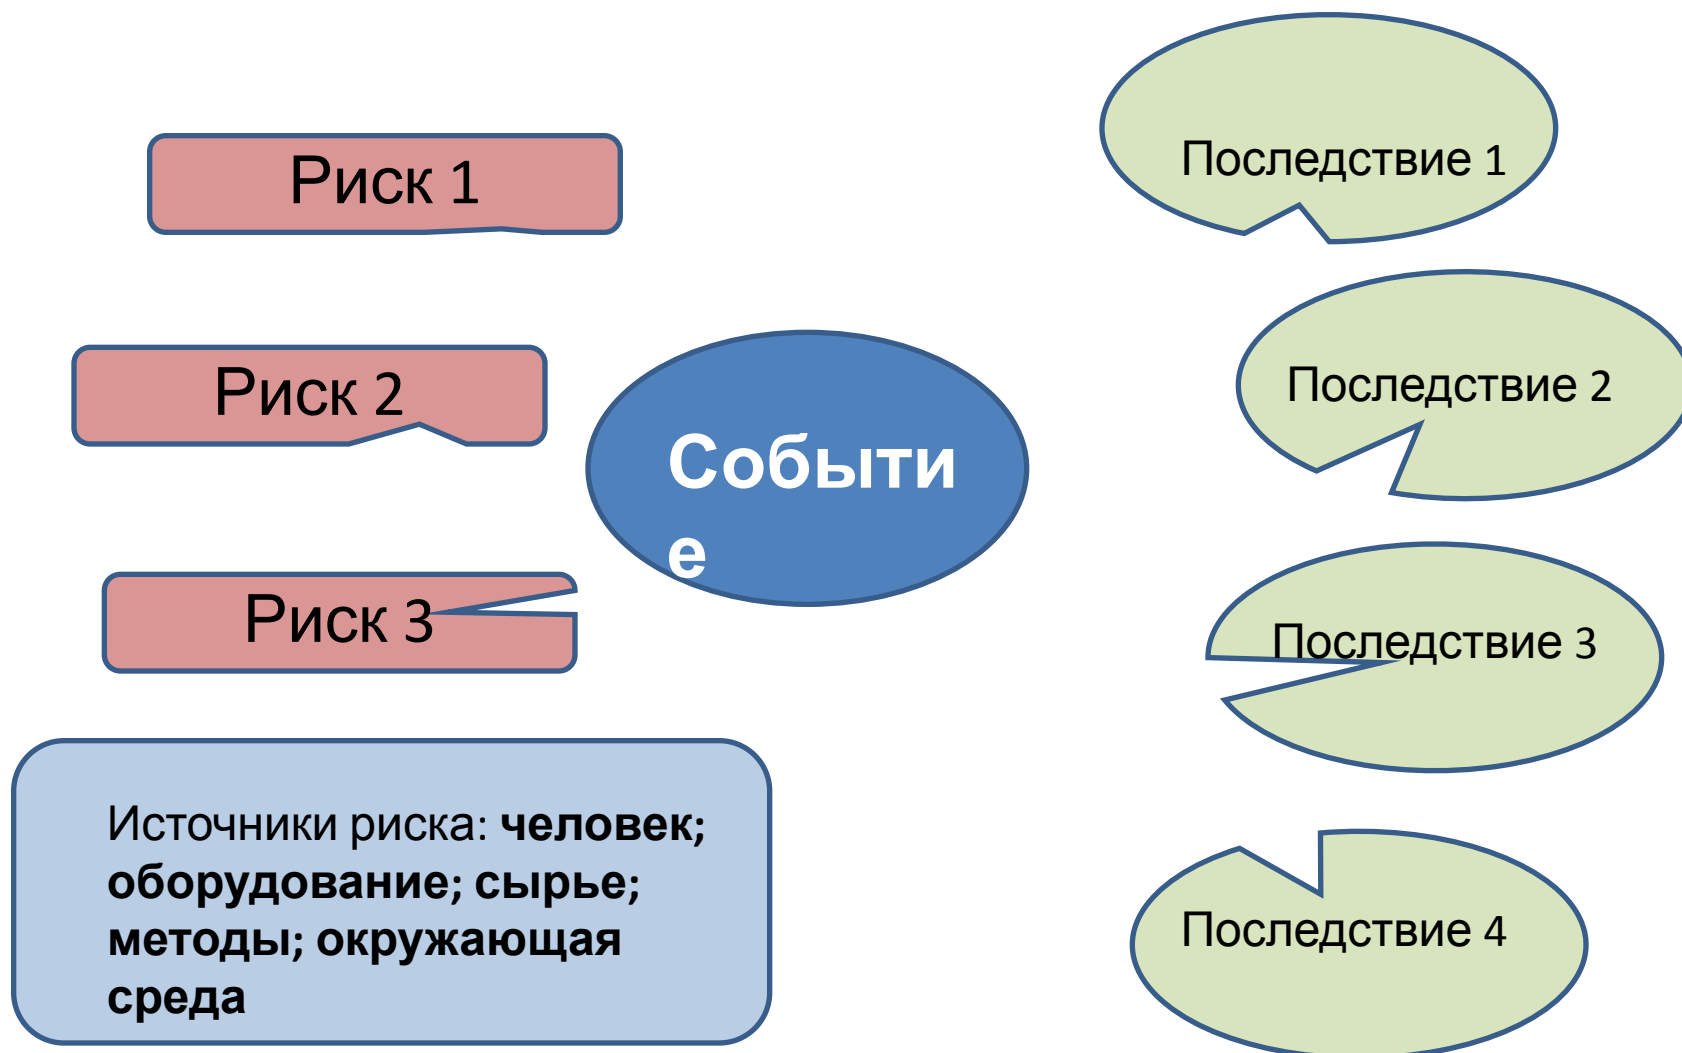 Риск 1
Риск 2
Риск 3
Событи
е
Последствие 1
Последствие 2
Последствие 3
Последствие 4
Источники риска: человек;
оборудование; сырье;
методы; окружающая
среда